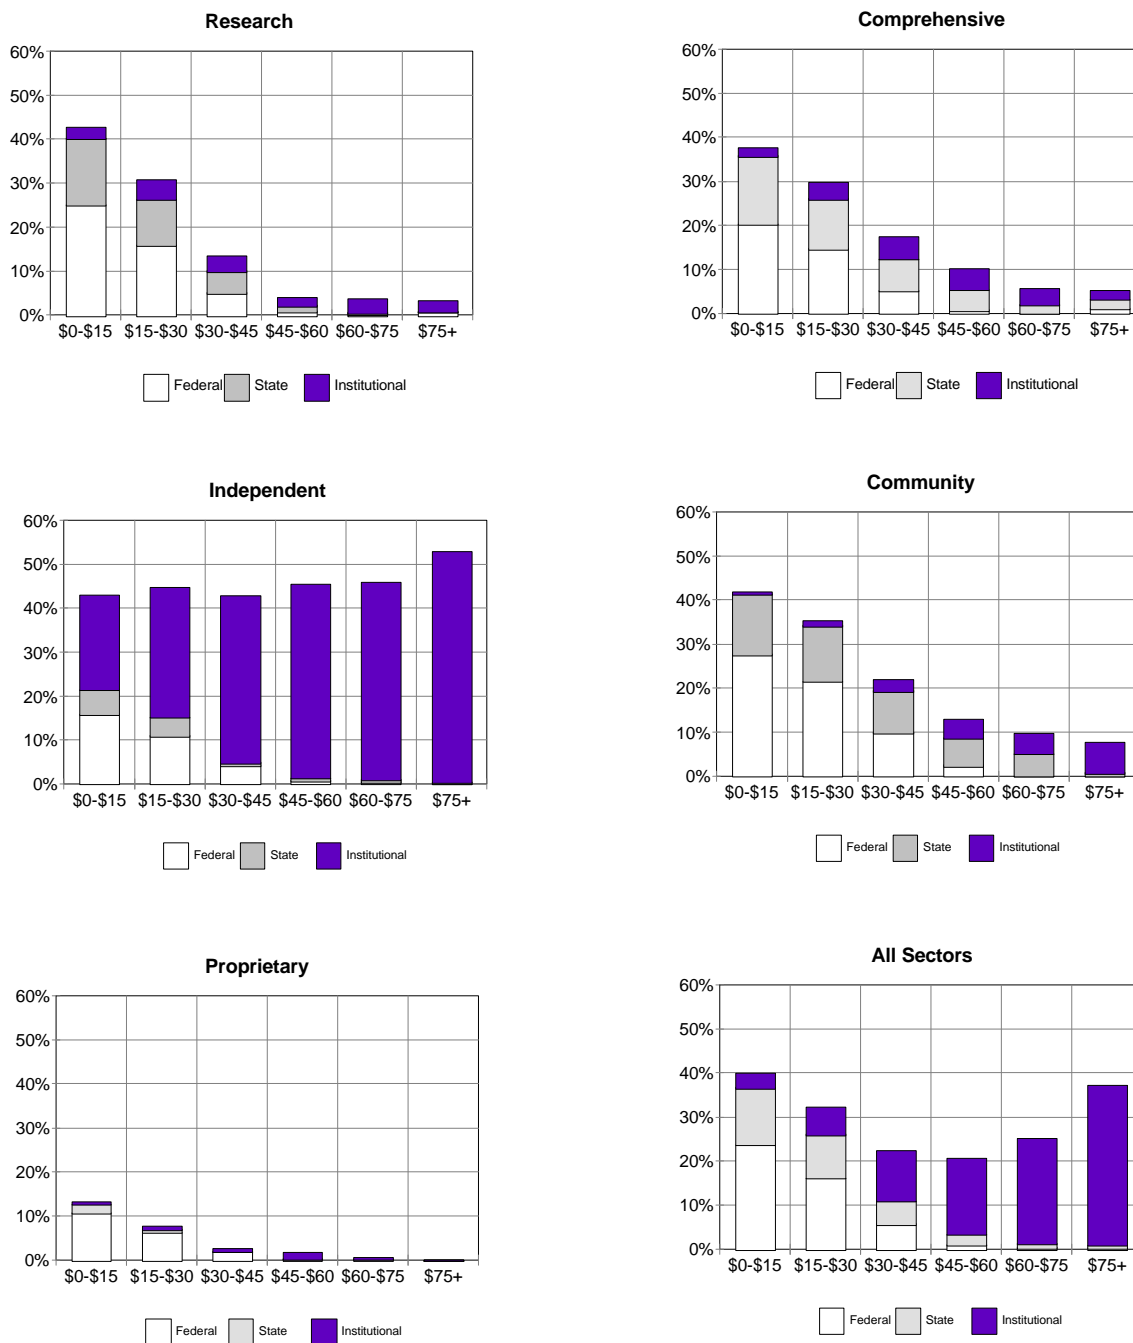 Research
60%
50%
40%
30%
20%
10%
0%
$0-$15 $15-$30 $30-$45 $45-$60 $60-$75 $75+
Federal State Institutional
Comprehensive
60%
50%
40%
30%
20%
10%
0%
$0-$15 $15-$30 $30-$45 $45-$60 $60-$75 $75+
Federal State Institutional
Independent
60%
50%
40%
30%
20%
10%
0%
$0-$15 $15-$30 $30-$45 $45-$60 $60-$75 $75+
Federal State Institutional
Community
60%
50%
40%
30%
20%
10%
0%
$0-$15 $15-$30 $30-$45 $45-$60 $60-$75 $75+
Federal State Institutional
Proprietary
60%
50%
40%
30%
20%
10%
0%
$0-$15 $15-$30 $30-$45 $45-$60 $60-$75 $75+
Federal State Institutional
All Sectors
60%
50%
40%
30%
20%
10%
0%
$0-$15 $15-$30 $30-$45 $45-$60 $60-$75 $75+
Federal State Institutional